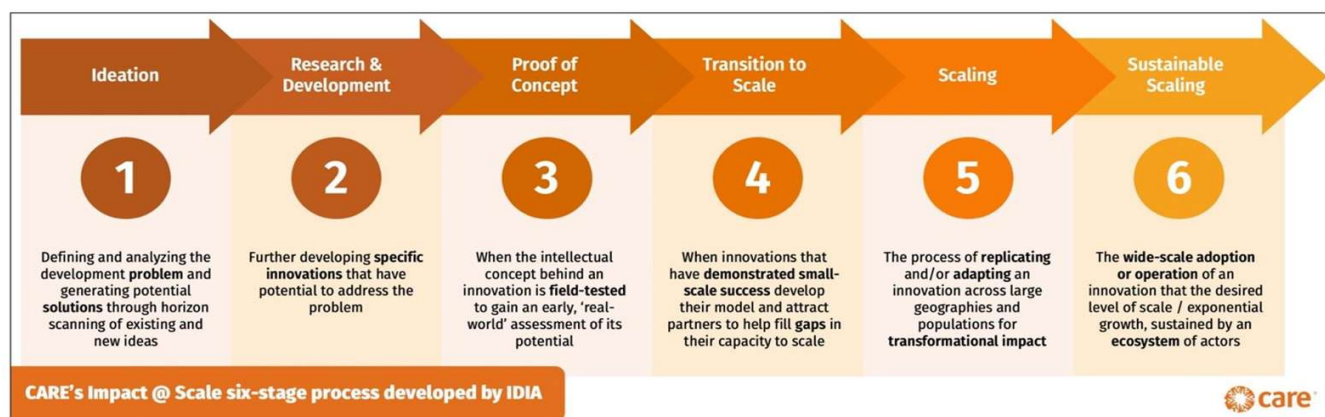 Ideation
Research &
Development
Proof of
Concept
Transition to
Scale
Scaling
Sustainable
Scaling
1
2
3
4
5
6
Defining and analyzing the
development problem and
generating potential
solutions through horizon
scanning of existing and
new ideas
Further developing specific
innovations that have
potential to address the
problem
When the intellectual
concept behind an
innovation is field-tested
to gain an early, ‘real-
world’ assessment of its
potential
When innovations that
have demonstrated small-
scale success develop
their model and attract
partners to help fill gaps in
their capacity to scale
The process of replicating
and/or adapting an
innovation across large
geographies and
populations for
transformational impact
The wide-scale adoption
or operation of an
innovation that the desired
level of scale / exponential
growth, sustained by an
ecosystem of actors
CARE’s Impact @ Scale six-stage process developed by IDIA
care